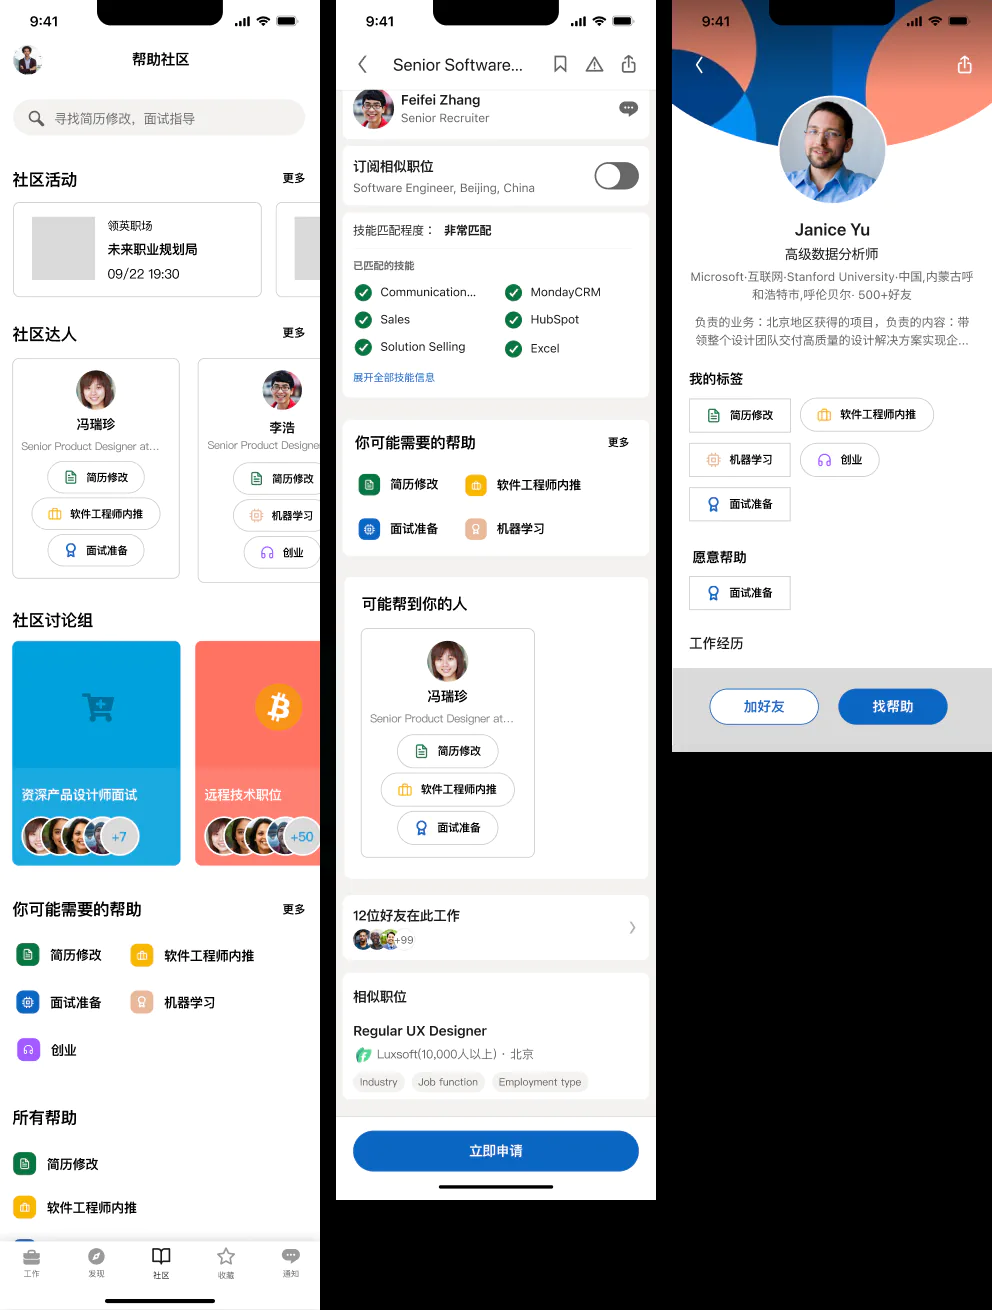 9:41
帮助社区
寻找简历修改，面试指导
社区活动
更多
领英职场
未来职业规划局
09/22 19:30
社区达人
更多
冯瑞珍
Senior Product Designer at...
简历修改
软件工程师内推
面试准备
李浩
Senior Product Designe
简历修改
机器学习
创业
社区讨论组
资深产品设计师面试
+7
远程技术职位
+50
你可能需要的帮助
更多
简历修改
软件工程师内推
面试准备
机器学习
创业
所有帮助
简历修改
软件工程师内推
工作
发现
社区
收藏
通知
9:41
Senior Software...
Feifei Zhang
Senior Recruiter
订阅相似职位
Software Engineer, Beijing, China
技能匹配程度： 非常匹配
已匹配的技能
Communication...
MondayCRM
Sales
HubSpot
Solution Selling
Excel
展开全部技能信息
你可能需要的帮助
更多
简历修改
软件工程师内推
面试准备
机器学习
可能帮到你的人
冯瑞珍
Senior Product Designer at...
简历修改
软件工程师内推
面试准备
12位好友在此工作
+99
相似职位
Regular UX Designer
Luxsoft(10,000人以上) · 北京
Industry
Job function
Employment type
立即申请
9:41
Janice Yu
高级数据分析师
Microsoft·互联网·Stanford University·中国,内蒙古呼
和浩特市,呼伦贝尔· 500+好友
负责的业务：北京地区获得的项目，负责的内容：带
领整个设计团队交付高质量的设计解决方案实现企...
我的标签
简历修改
软件工程师内推
机器学习
创业
面试准备
愿意帮助
面试准备
工作经历
加好友
找帮助